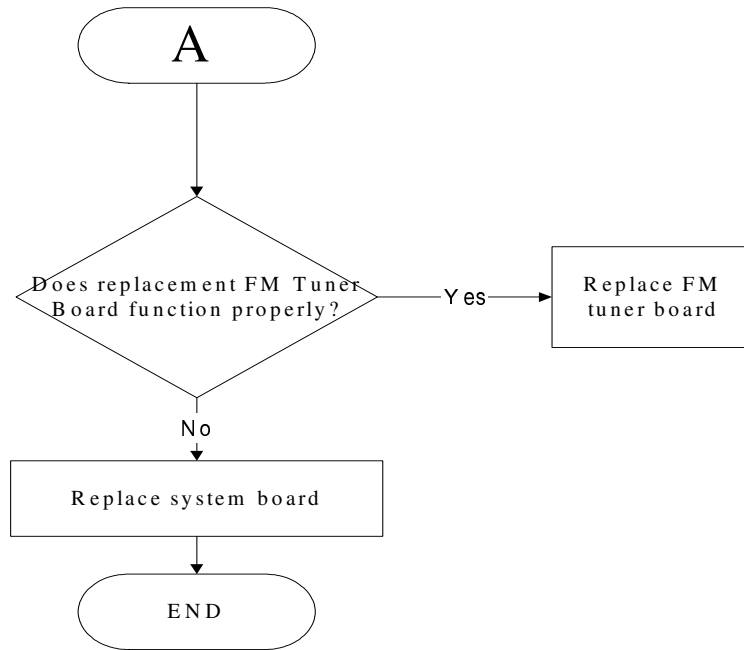 A
Does replacement FM Tuner
Board function properly?
Yes
Replace FM
tuner board
No
Replace system board
END